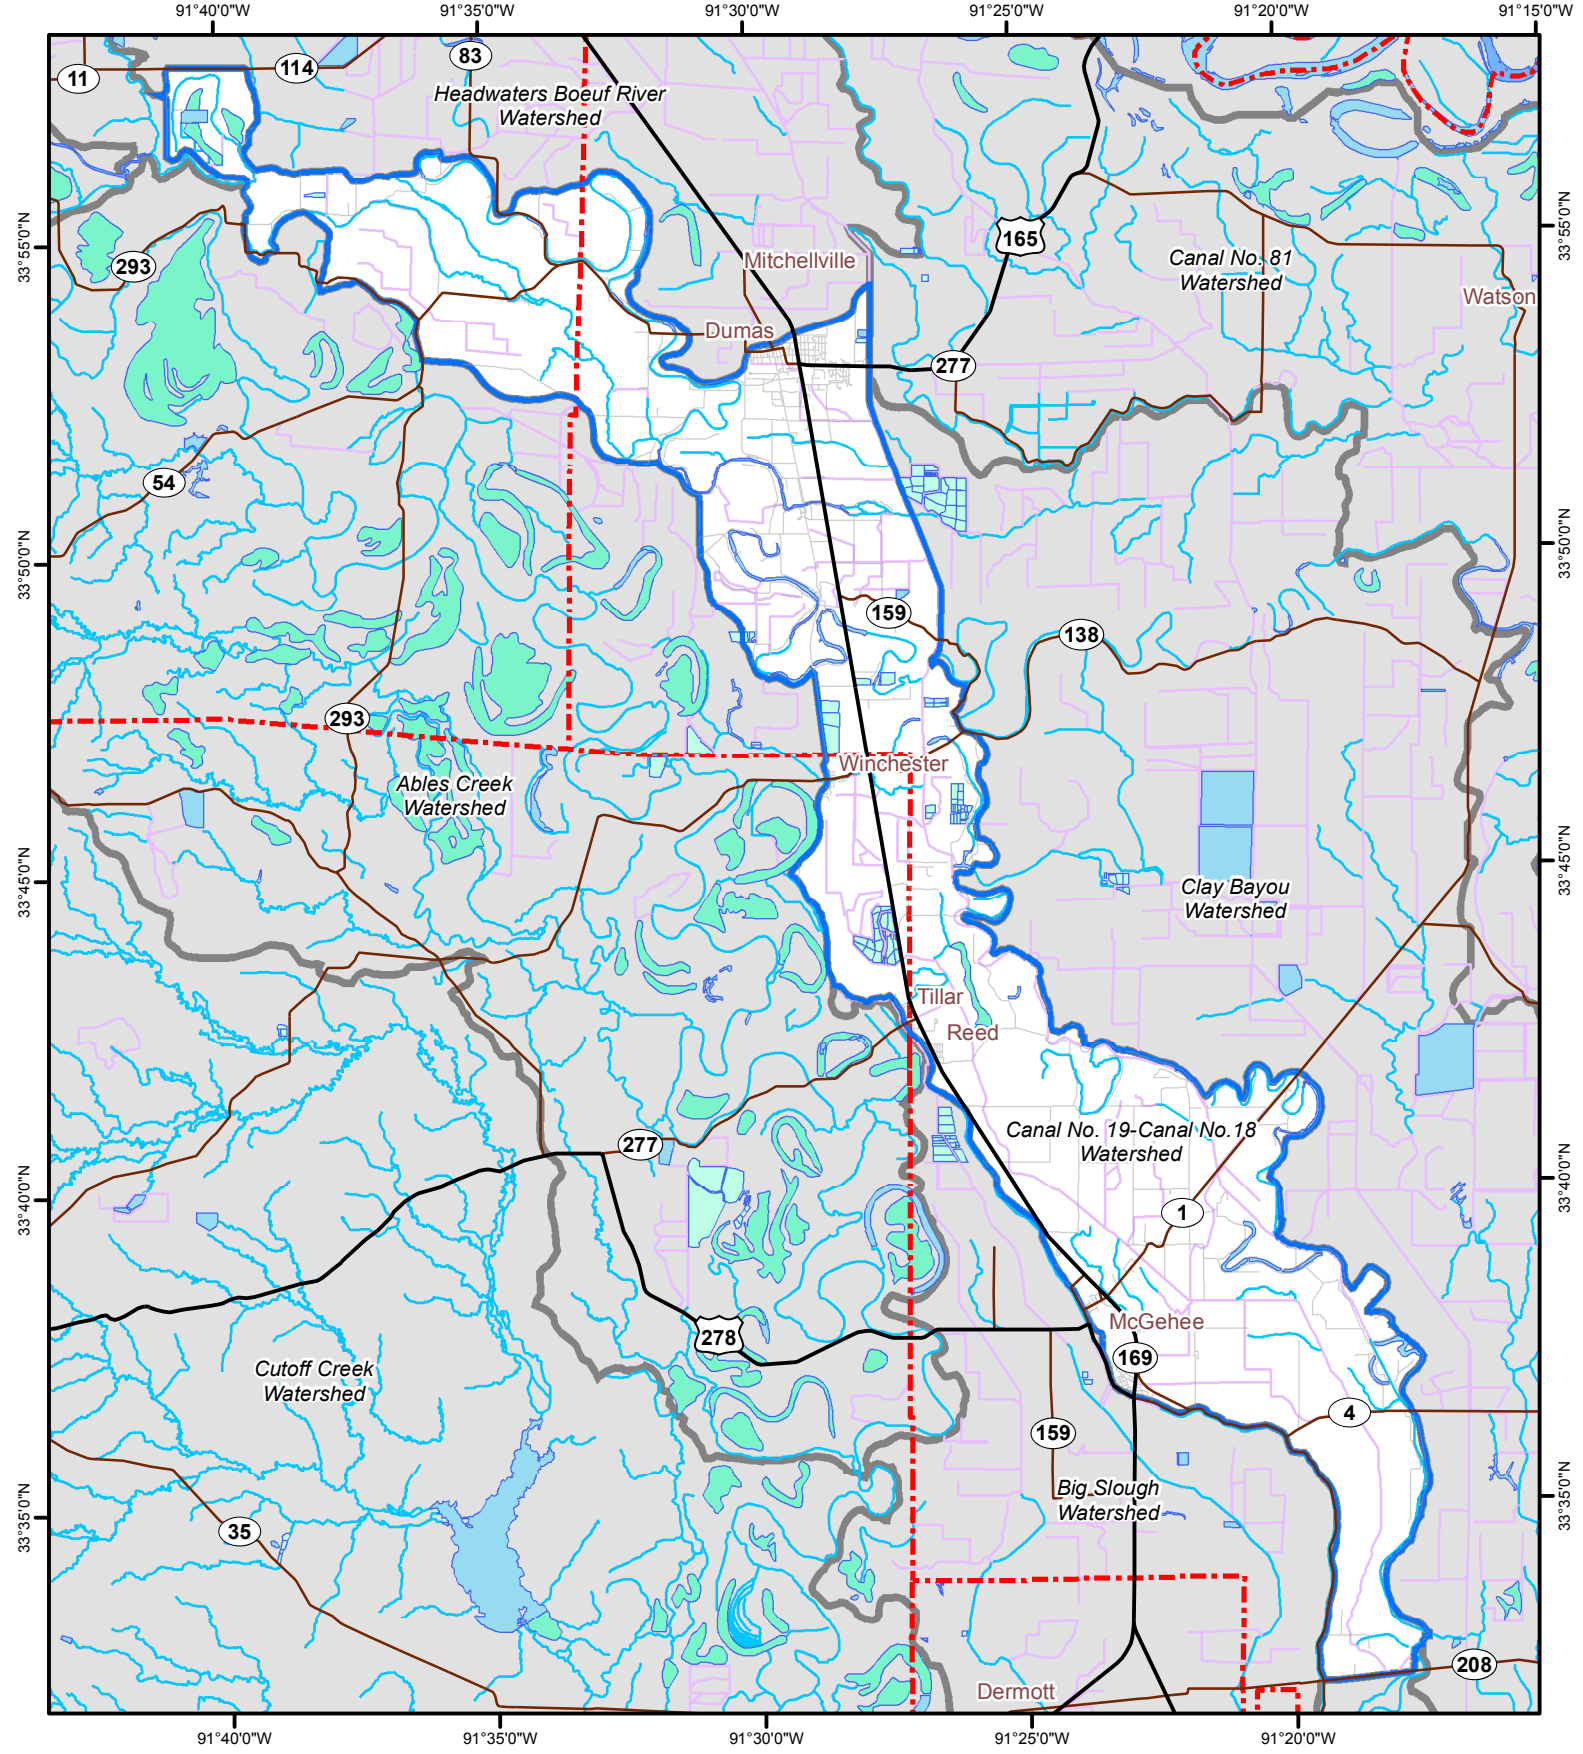 91°40'0"W
91°35'0"W
91°30'0"W
91°25'0"W
91°20'0"W
91°15'0"W
83
114
11
Headwaters Boeuf River
Watershed
33°55'0"N
33°55'0"N
165
Mitchellville
Canal No. 81
Watershed
293
Watson
Dumas
277
54
33°50'0"N
33°50'0"N
159
138
293
Winchester
Ables Creek
Watershed
33°45'0"N
33°45'0"N
Clay Bayou
Watershed
Tillar
Reed
277
Canal No. 19-Canal No.18
Watershed
33°40'0"N
33°40'0"N
1
McGehee
278
169
Cutoff Creek
Watershed
4
159
Big Slough
Watershed
33°35'0"N
33°35'0"N
35
208
Dermott
91°40'0"W
91°35'0"W
91°30'0"W
91°25'0"W
91°20'0"W